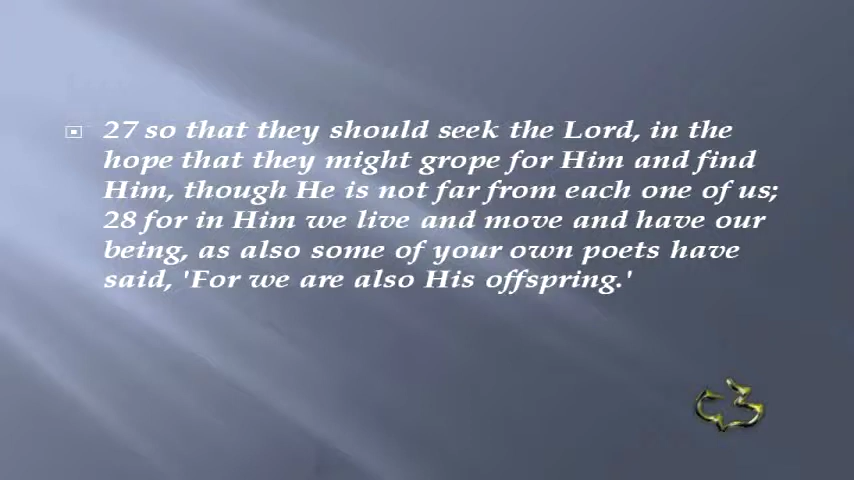 27 so that they should seek the Lord, in the
hope that they might grope for Him and find
Him, though He is not far from each one of us;
28 for in Him we live and move and have our
being, as also some of your own poets have
said, 'For we are also His offspring.'